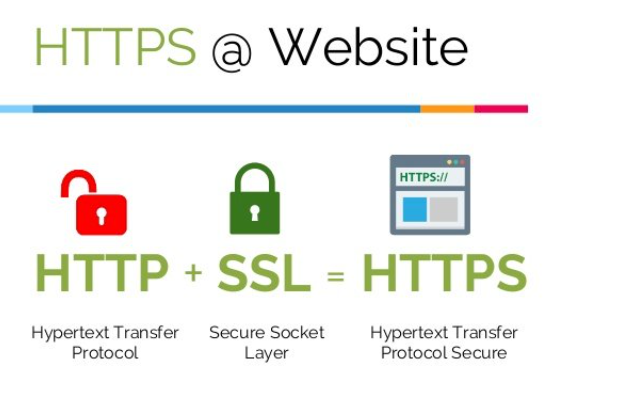 HTTPS @ Website
HTTPS://
HTTP + SSL = HTTPS
Hypertext Transfer Protocol
Secure Socket Layer
Hypertext Transfer Protocol Secure